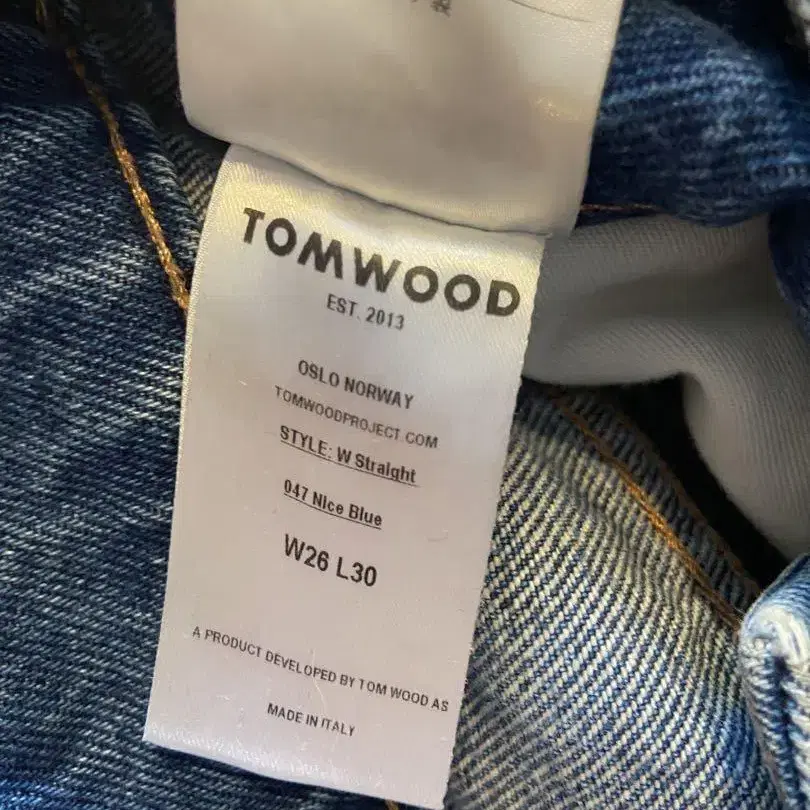 TOMWOOD
EST. 2013
OSLO NORWAY
TOMWOODPROJECT.COM
STYLE: W Straight
047 Nice Blue
W26 L30
A PRODUCT DEVELOPED BY TOM WOOD AS
MADE IN ITALY